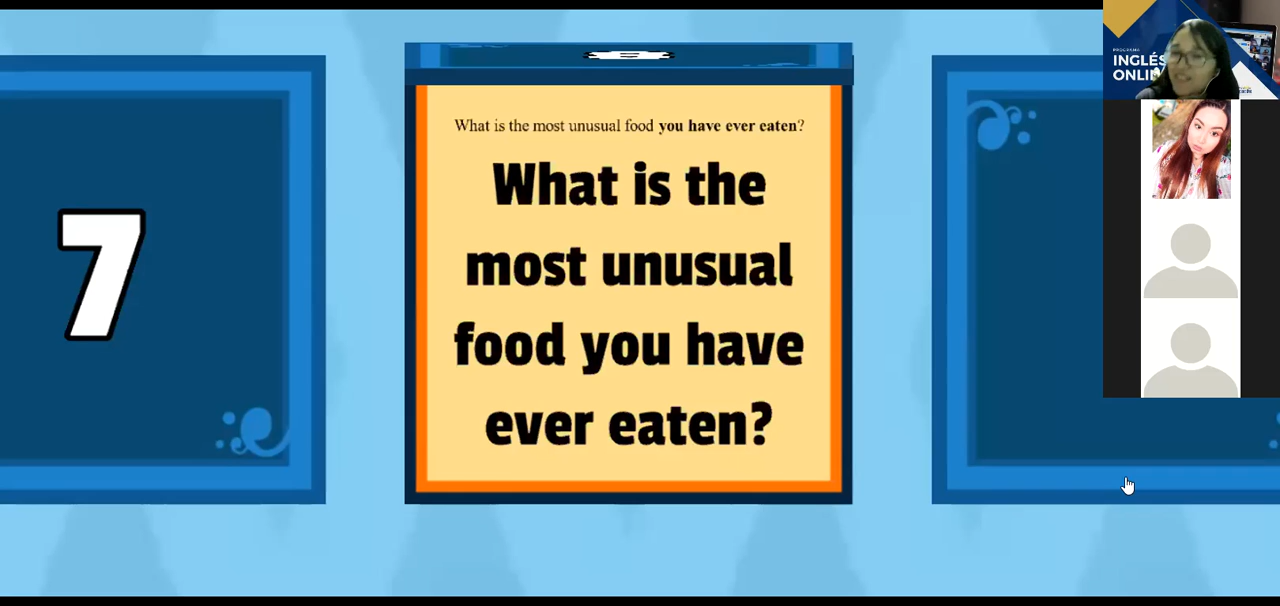 What is the most unusual food you have ever eaten?
What is the
most unusual
food you have
ever eaten?
7
PROGRAMA
INGLÉS